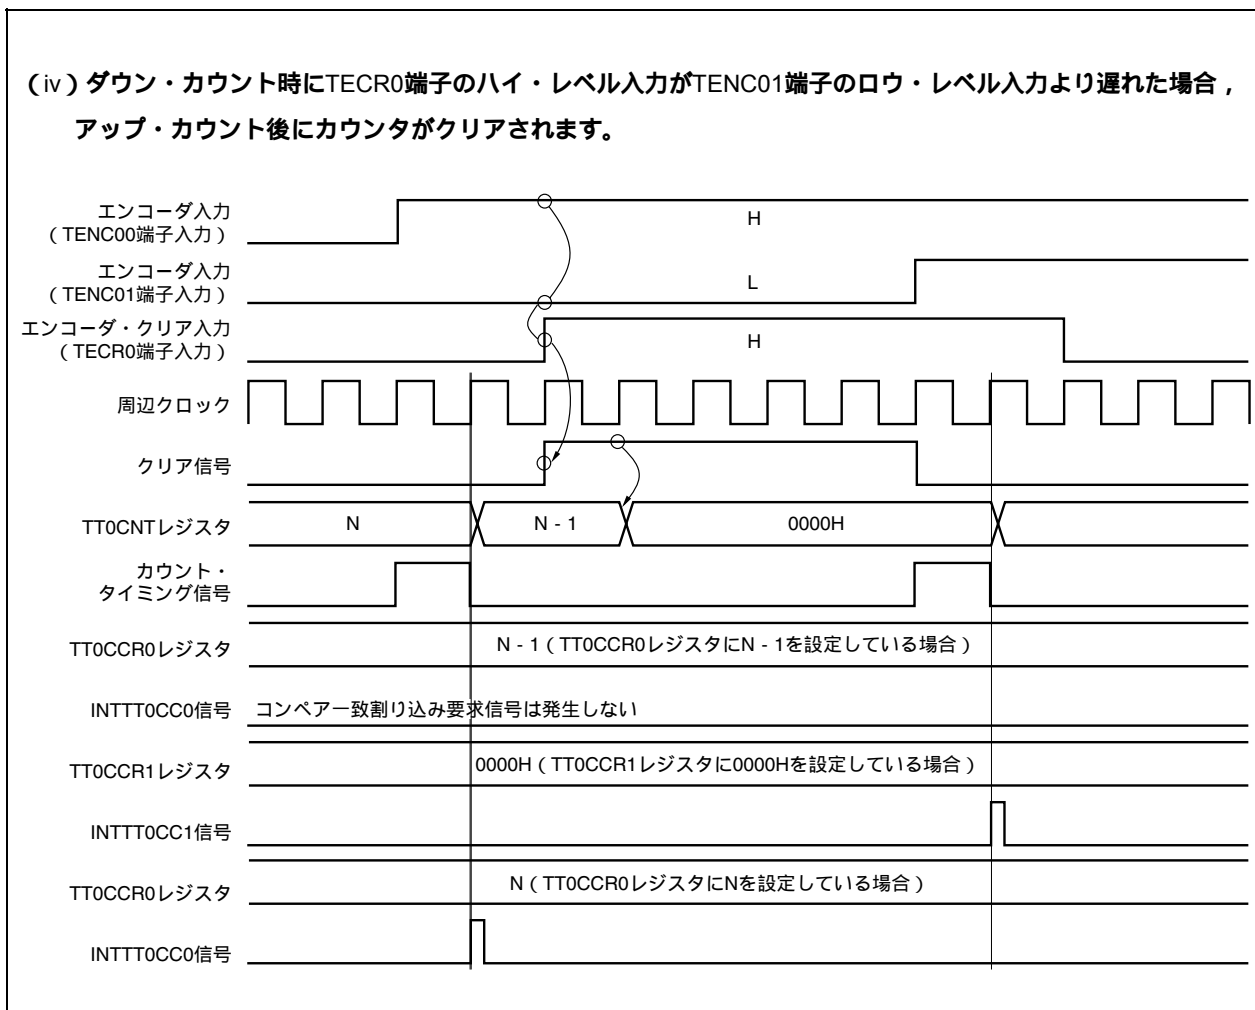 （iv）ダウン・カウント時にTECR0端子のハイ・レベル入力がTENC01端子のロウ・レベル入力より遅れた場合，
アップ・カウント後にカウンタがクリアされます。
エンコーダ入力
（TENC00端子入力）
H
エンコーダ入力
（TENC01端子入力）
L
エンコーダ・クリア入力
（TECR0端子入力）
H
周辺クロック
クリア信号
TT0CNTレジスタ
N
N - 1
0000H
カウント・
タイミング信号
TT0CCR0レジスタ
N - 1（TT0CCR0レジスタにN - 1を設定している場合）
INTTT0CC0信号
コンペア一致割り込み要求信号は発生しない
TT0CCR1レジスタ
0000H（TT0CCR1レジスタに0000Hを設定している場合）
INTTT0CC1信号
TT0CCR0レジスタ
N（TT0CCR0レジスタにNを設定している場合）
INTTT0CC0信号